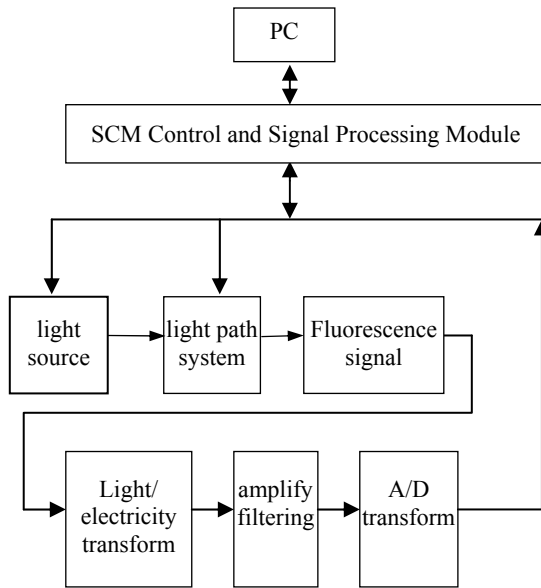 PC
SCM Control and Signal Processing Module
light
source
light path
system
Fluorescence
signal
Light/
electricity
transform
amplify
filtering
A/D
transform